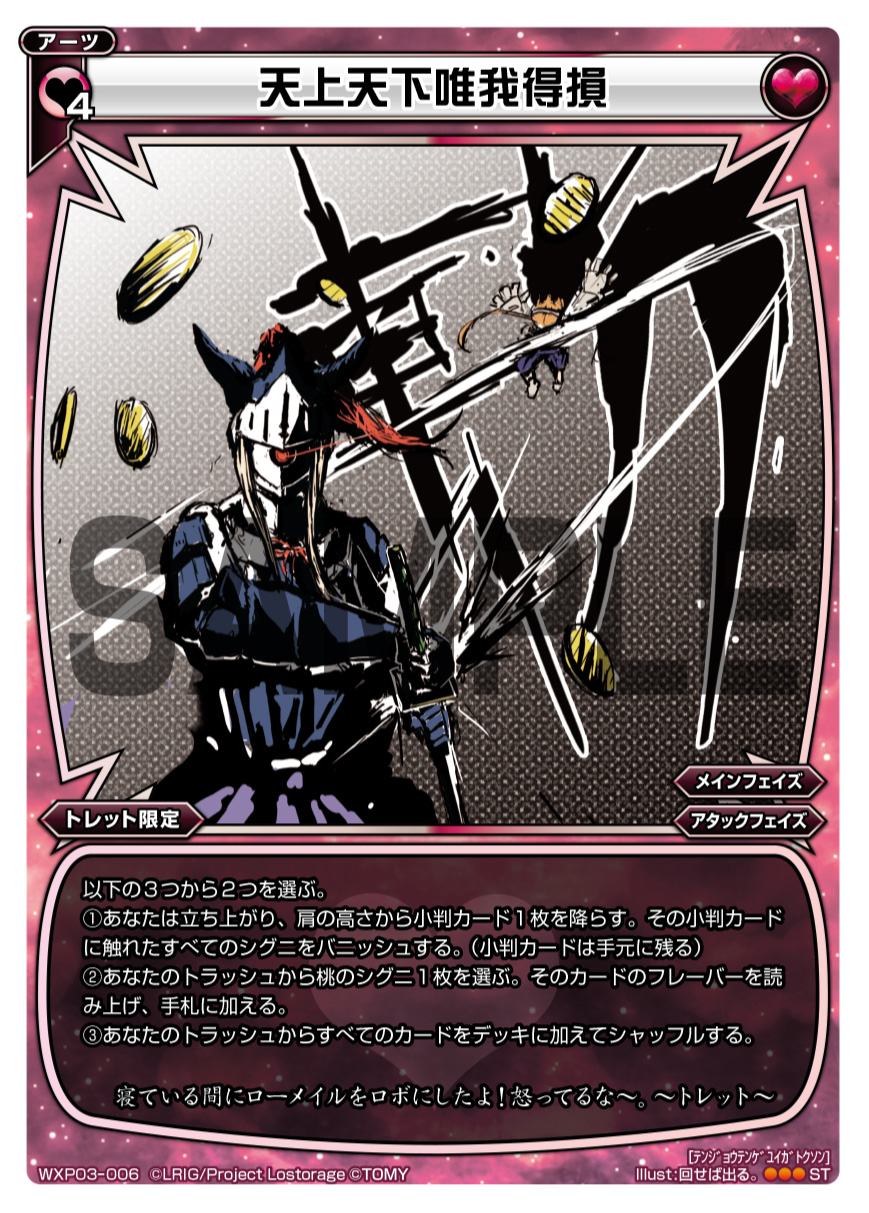 アーツ
4
天上天下唯我得損
SAMPLE
メインフェイズ
トレット限定
アタックフェイズ
以下の3つから2つを選ぶ。
①あなたは立ち上がり、肩の高さから小判カード1枚を降らす。その小判カード
に触れたすべてのシグニをバニッシュする。(小判カードは手元に残る)
②あなたのトラッシュから桃のシグニ1枚を選ぶ。そのカードのフレーバーを読
み上げ、手札に加える。
③あなたのトラッシュからすべてのカードをデッキに加えてシャッフルする。
寝ている間にローメイルをロボにしたよ!怒ってるな~。~トレット~
[テンジョウテンゲユイガトクソン]
WXP03-006 ©LRIG/Project Lostorage ©TOMY
Illust:回せば出る。 ST